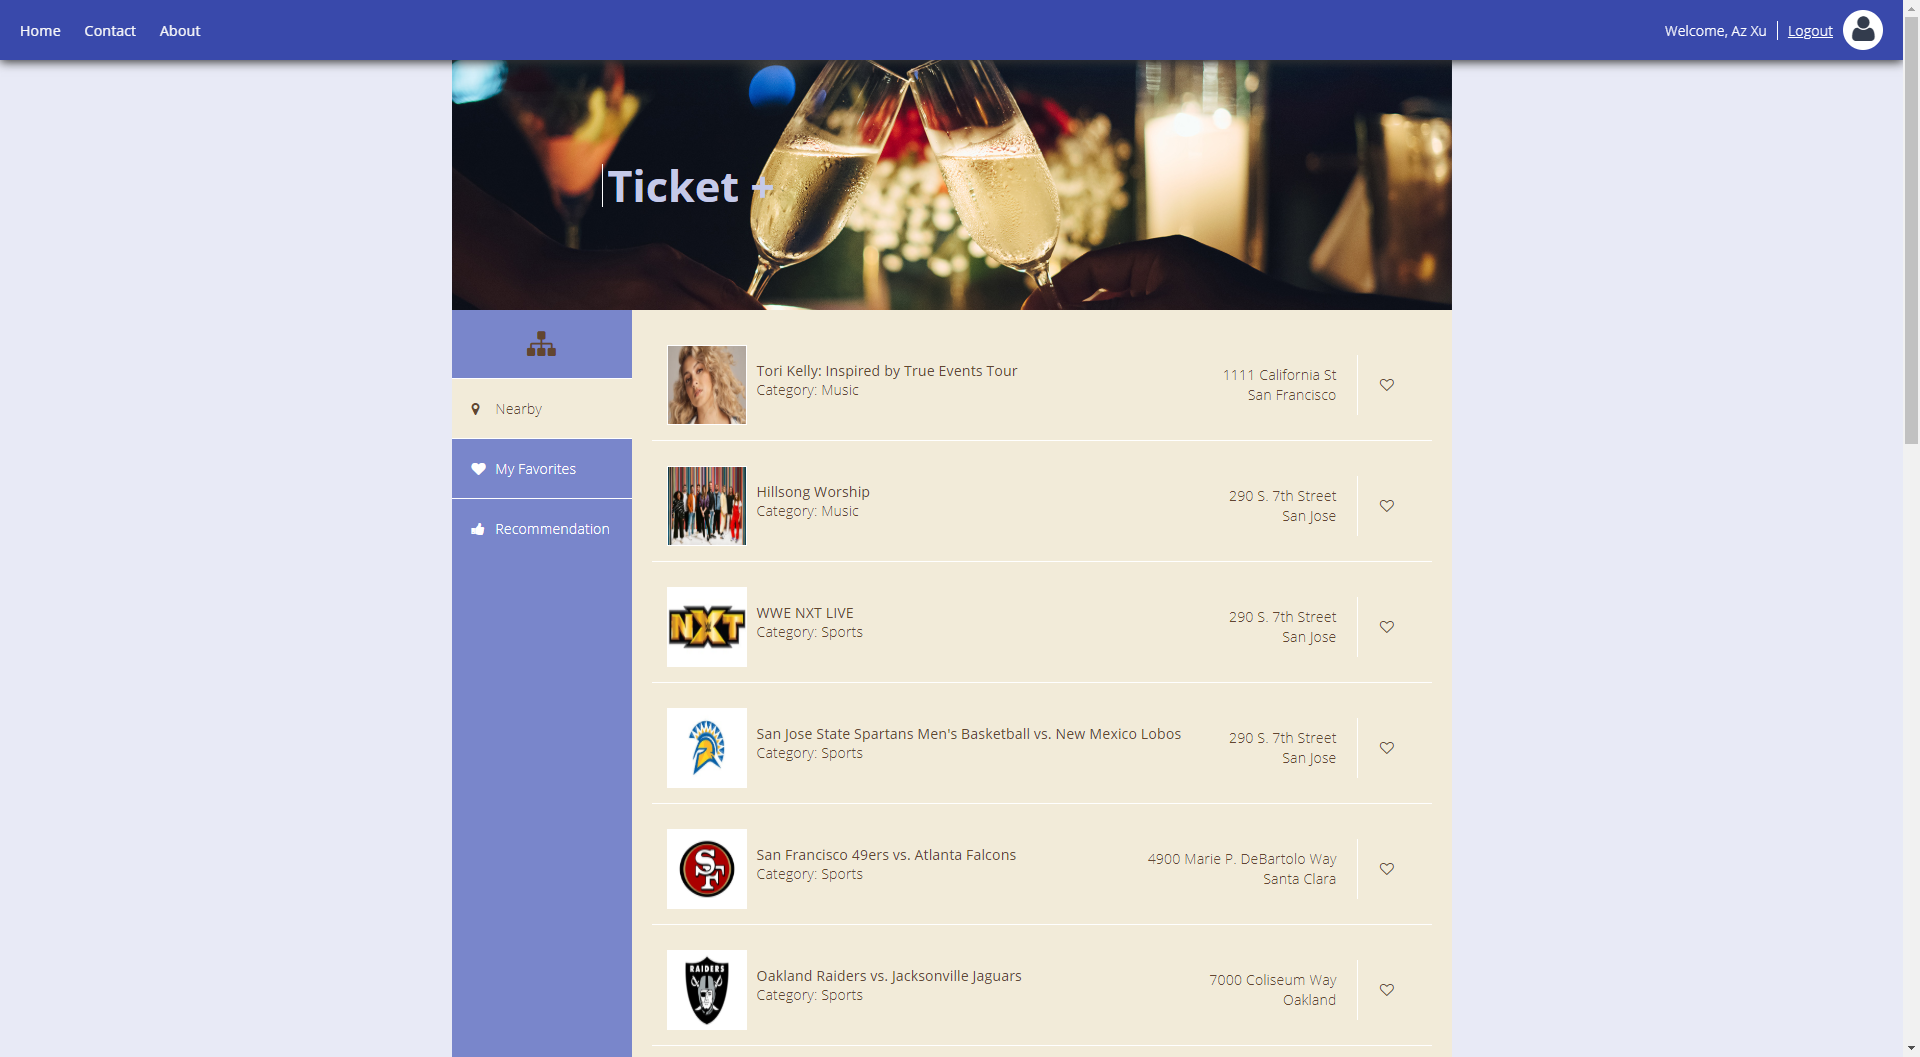 Home Contact About
Welcome, Az Xu Logout
Ticket +
Nearby
My Favorites
Recommendation
Tori Kelly: Inspired by True Events Tour
Category: Music
1111 California St
San Francisco
Hillsong Worship
Category: Music
290 S. 7th Street
San Jose
NXT
WWE NXT LIVE
Category: Sports
290 S. 7th Street
San Jose
San Jose State Spartans Men's Basketball vs. New Mexico Lobos
Category: Sports
290 S. 7th Street
San Jose
SF
San Francisco 49ers vs. Atlanta Falcons
Category: Sports
4900 Marie P. DeBartolo Way
Santa Clara
RAIDERS
Oakland Raiders vs. Jacksonville Jaguars
Category: Sports
7000 Coliseum Way
Oakland